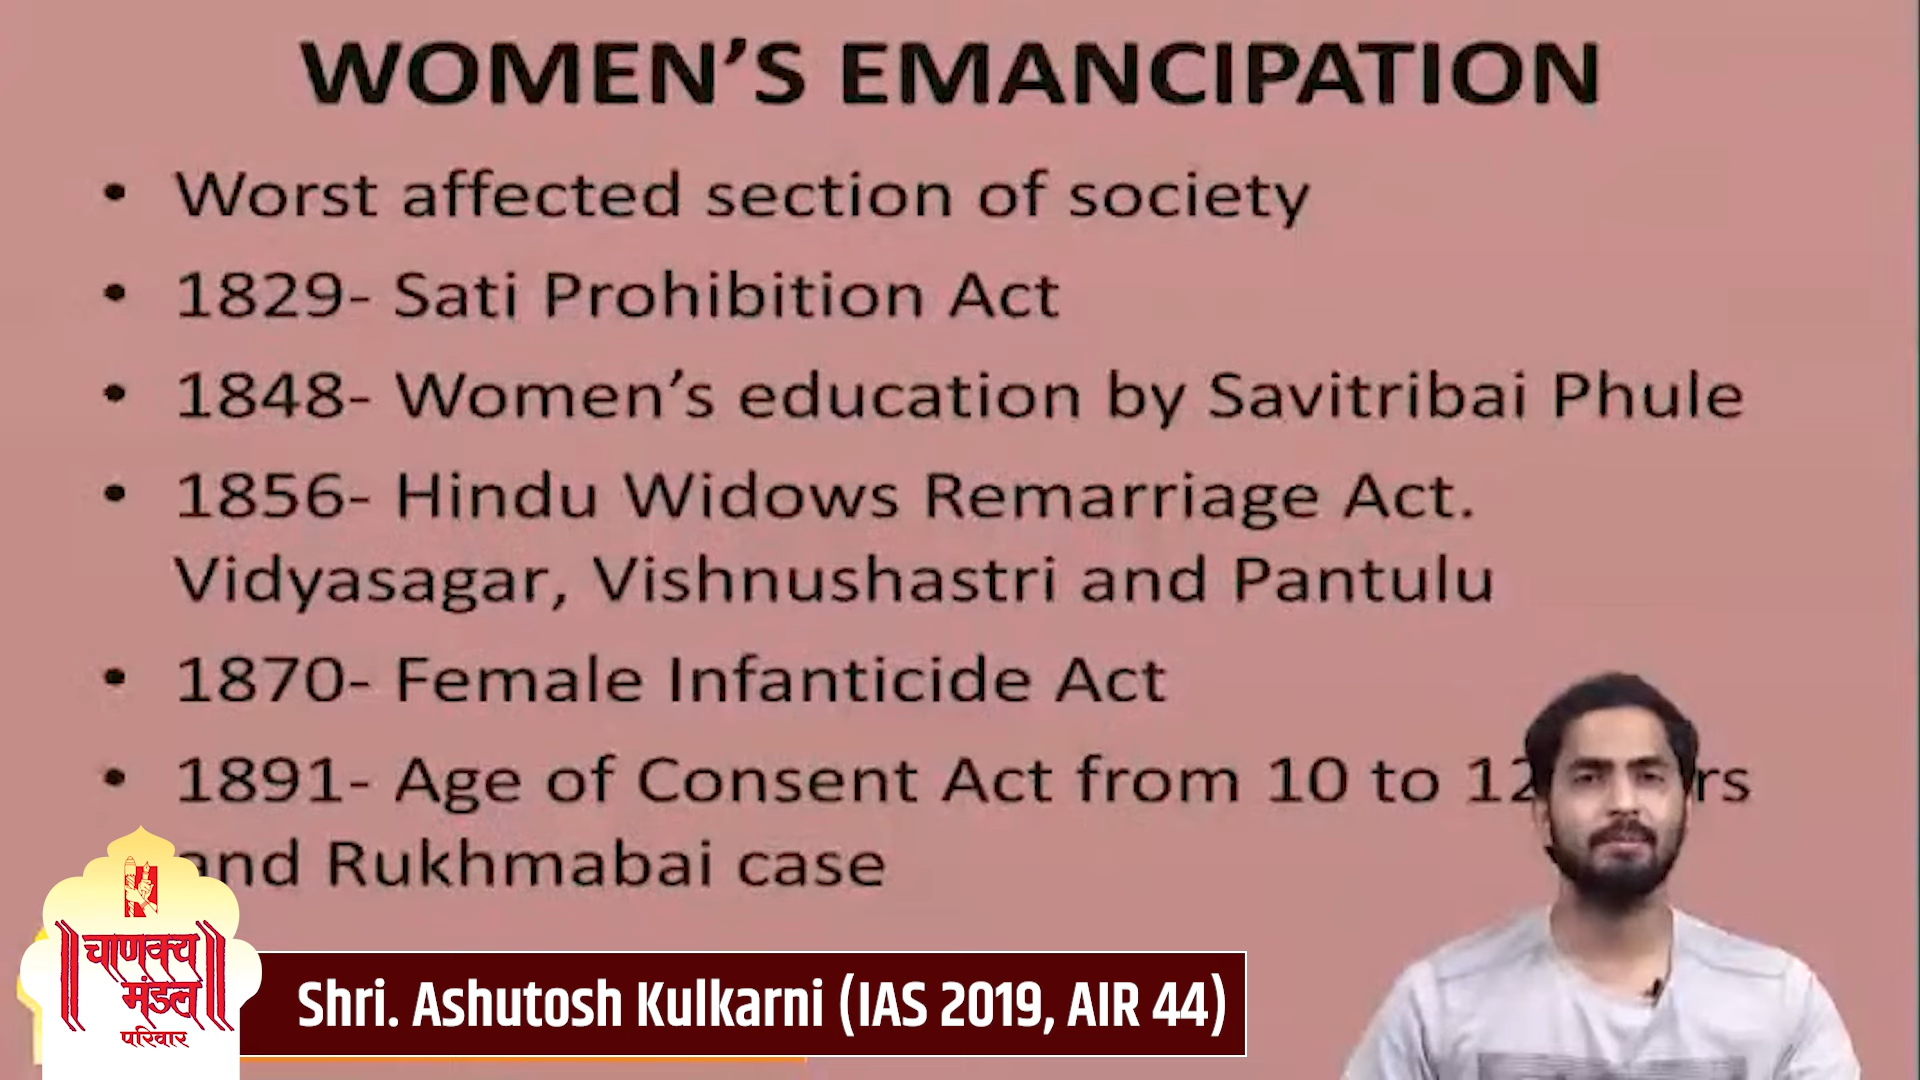 WOMEN’S EMANCIPATION
• Worst affected section of society
• 1829- Sati Prohibition Act
• 1848- Women’s education by Savitribai Phule
• 1856- Hindu Widows Remarriage Act.
Vidyasagar, Vishnushastri and Pantulu
• 1870- Female Infanticide Act
• 1891- Age of Consent Act from 10 to 12
and Rukhmabai case
॥ चाणक्य
मंडल ॥
परिवार
Shri. Ashutosh Kulkarni (IAS 2019, AIR 44)